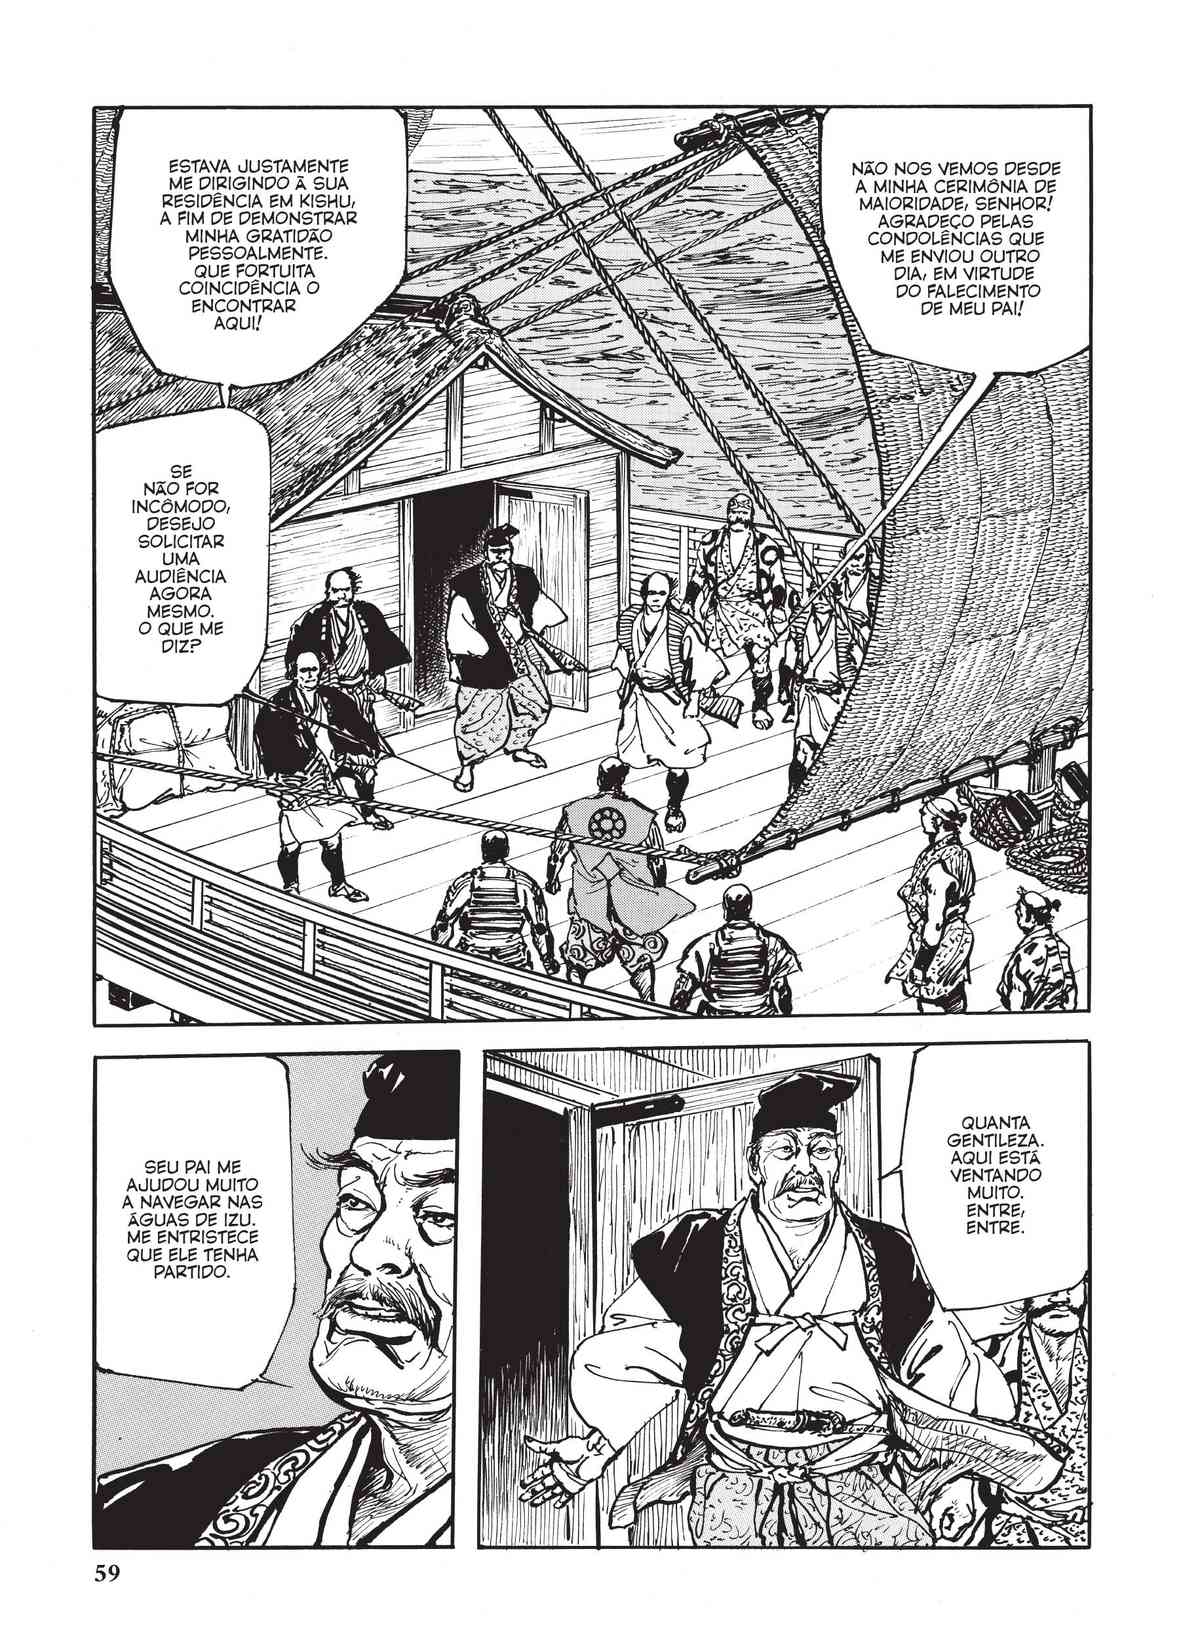 NÃO NOS VEMOS DESDE
A MINHA CERIMÔNIA DE
MAIORIDADE, SENHOR!
AGRADEÇO PELAS
CONDOLÊNCIAS QUE
ME ENVIOU OUTRO
DIA, EM VIRTUDE
DO FALECIMENTO
DE MEU PAI!
ESTAVA JUSTAMENTE
ME DIRIGINDO À SUA
RESIDÊNCIA EM KISHU,
A FIM DE DEMONSTRAR
MINHA GRATIDÃO
PESSOALMENTE.
QUE FORTUITA
COINCIDÊNCIA O
ENCONTRAR
AQUI!
SE
NÃO FOR
INCÔMODO,
DESEJO
SOLICITAR
UMA
AUDIÊNCIA
AGORA
MESMO.
O QUE ME
DIZ?
QUANTA
GENTILEZA.
AQUI ESTÁ
VENTANDO
MUITO.
ENTRE,
ENTRE.
SEU PAI ME
AJUDOU MUITO
A NAVEGAR NAS
ÁGUAS DE IZU.
ME ENTRISTECE
QUE ELE TENHA
PARTIDO.
59